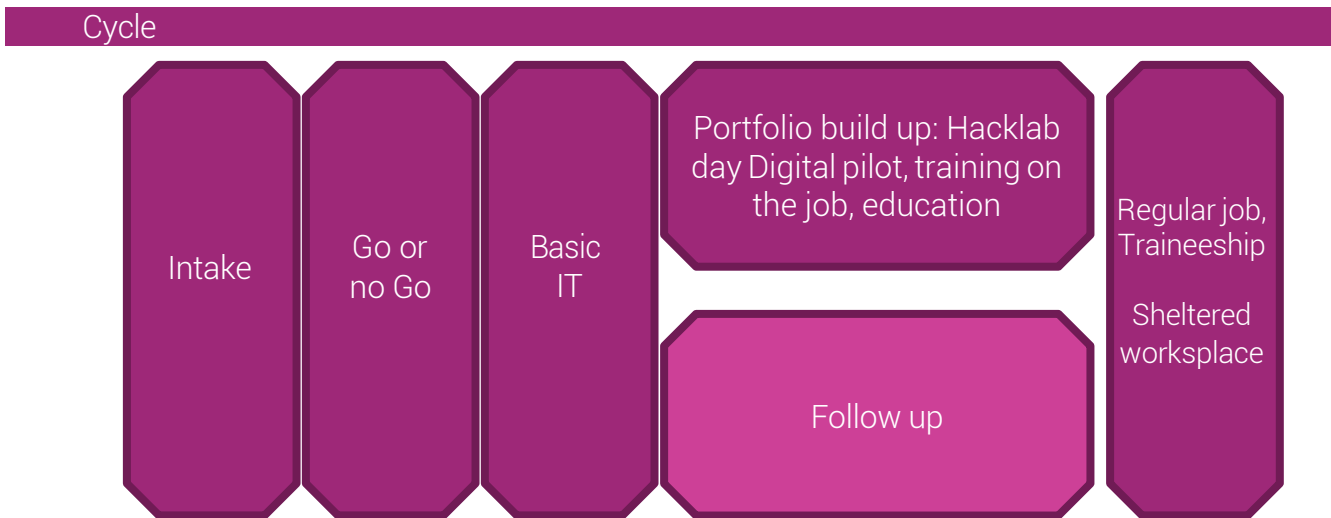 Cycle
Intake
Go or
no Go
Basic
IT
Portfolio build up: Hacklab
day Digital pilot, training on
the job, education
Follow up
Regular job,
Traineeship
Sheltered
worksplace